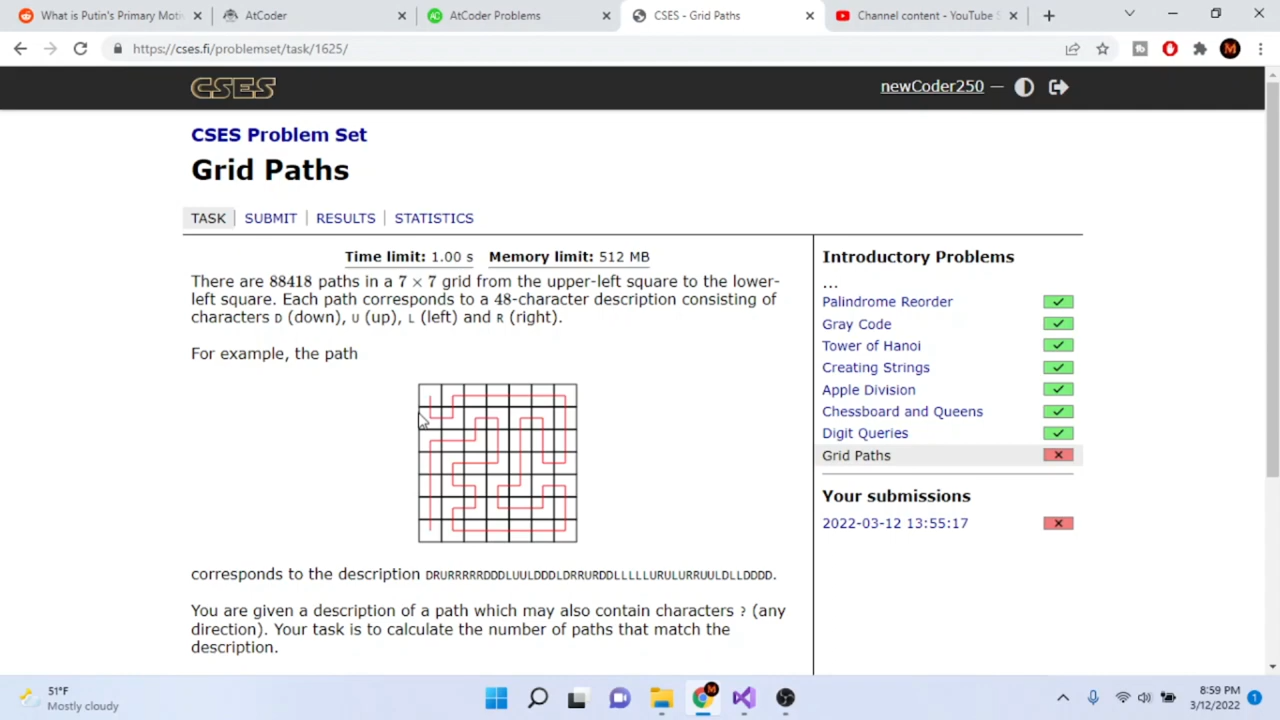 What is Putin's Primary Moti
AtCoder
AtCoder Problems
CSES - Grid Paths
Channel content - YouTube S
https://cses.fi/problemset/task/1625/
M
CSES
newCoder250 —
CSES Problem Set
Grid Paths
TASK | SUBMIT | RESULTS | STATISTICS
Time limit: 1.00 s Memory limit: 512 MB
There are 88418 paths in a 7 × 7 grid from the upper-left square to the lower-
left square. Each path corresponds to a 48-character description consisting of
characters D (down), U (up), L (left) and R (right).
For example, the path
corresponds to the description DRURRRRRDDDLUULDDDLDRRURDDLLLLLURULURRUULDLLDDDD.
You are given a description of a path which may also contain characters ? (any
direction). Your task is to calculate the number of paths that match the
description.
Introductory Problems
...
Palindrome Reorder
Gray Code
Tower of Hanoi
Creating Strings
Apple Division
Chessboard and Queens
Digit Queries
Grid Paths
Your submissions
2022-03-12 13:55:17
51°F
Mostly cloudy
M
8:59 PM
3/12/2022
1